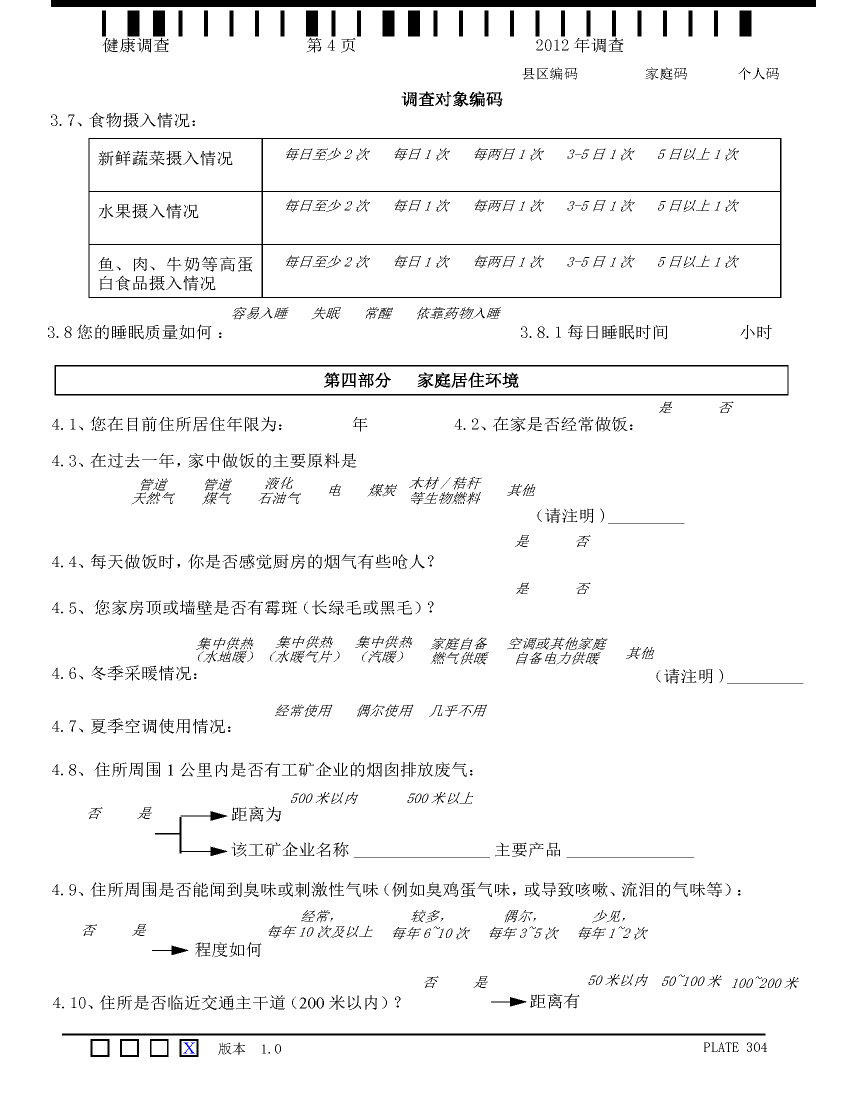 健康调查 第 4 页 2012 年调查
县区编码 家庭码 个人码
调查对象编码
3.7、食物摄入情况：
新鲜蔬菜摄入情况 每日至少 2 次 每日 1 次 每两日 1 次 3-5 日 1 次 5 日以上 1 次
水果摄入情况 每日至少 2 次 每日 1 次 每两日 1 次 3-5 日 1 次 5 日以上 1 次
鱼、肉、牛奶等高蛋 每日至少 2 次 每日 1 次 每两日 1 次 3-5 日 1 次 5 日以上 1 次
白食品摄入情况
容易入睡 失眠 常醒 依靠药物入睡
3.8 您的睡眠质量如何： 3.8.1 每日睡眠时间 小时
第四部分 家庭居住环境
是 否
4.1、您在目前住所居住年限为： 年 4.2、在家是否经常做饭：
4.3、在过去一年，家中做饭的主要原料是
管道 管道 液化 电 煤炭 木材／秸秆 其他
天然气 煤气 石油气 等生物燃料
（请注明）_________
是 否
4.4、每天做饭时，你是否感觉厨房的烟气有些呛人？
是 否
4.5、您家房顶或墙壁是否有霉斑（长绿毛或黑毛）？
集中供热 集中供热 集中供热 家庭自备 空调或其他家庭 其他
（水地暖） （水暖气片） （汽暖） 燃气供暖 自备电力供暖
4.6、冬季采暖情况： （请注明）_________
经常使用 偶尔使用 几乎不用
4.7、夏季空调使用情况：
4.8、住所周围 1 公里内是否有工矿企业的烟囱排放废气：
500 米以内 500 米以上
否 是 距离为
该工矿企业名称 ________________ 主要产品 _______________
4.9、住所周围是否能闻到臭味或刺激性气味（例如臭鸡蛋气味，或导致咳嗽、流泪的气味等）：
经常， 较多， 偶尔， 少见，
否 是 每年 10 次及以上 每年 6~10 次 每年 3~5 次 每年 1~2 次
程度如何
否 是 50 米以内 50~100 米 100~200 米
4.10、住所是否临近交通主干道（200 米以内）？ 距离有
X 版本 1.0 PLATE 304